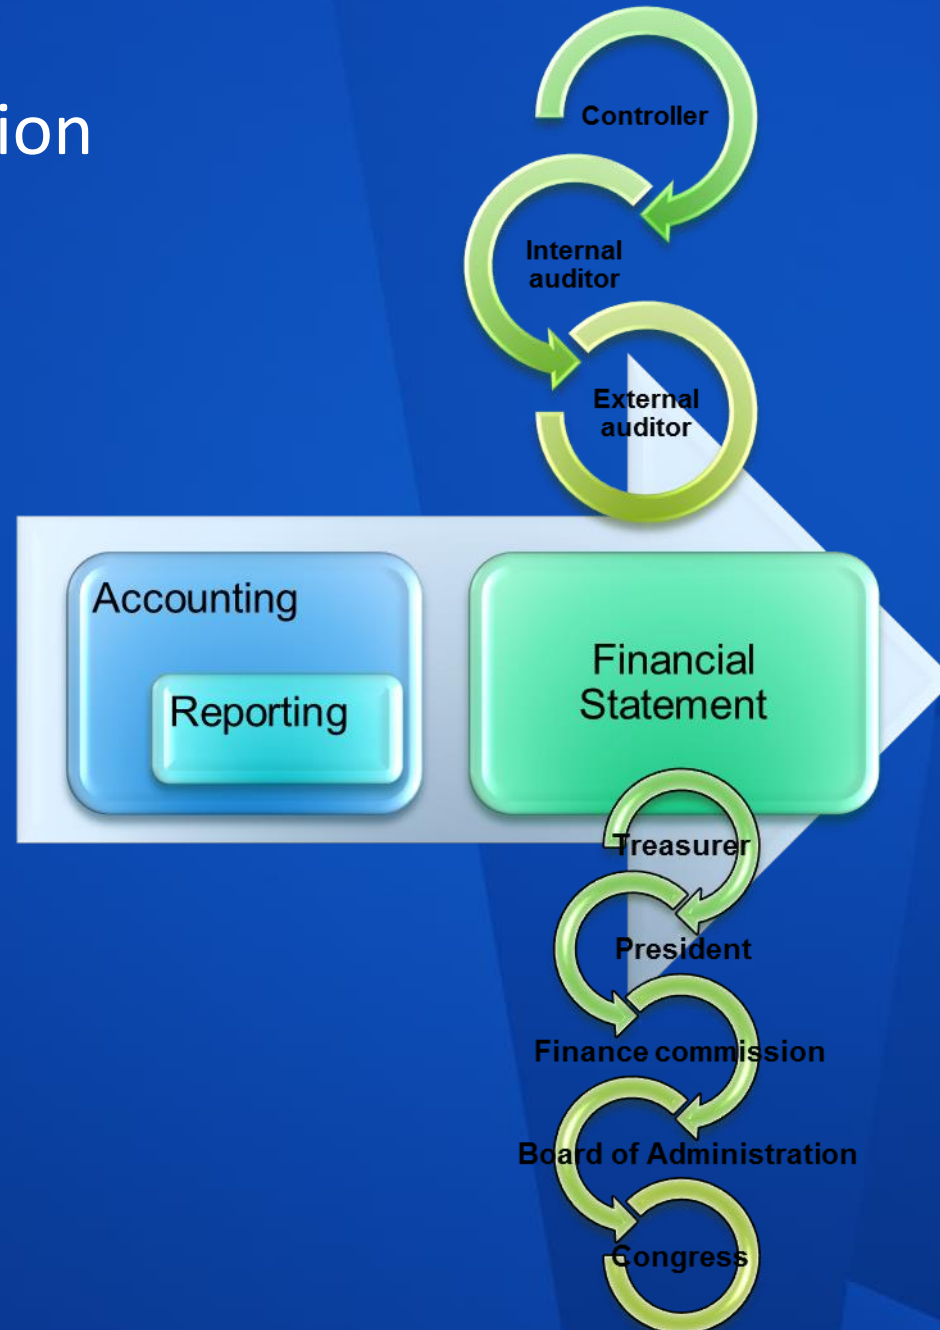 ion
Controller
Internal
auditor
External
auditor
Accounting
Reporting
Financial
Statement
Treasurer
President
Finance commission
Board of Administration
Congress